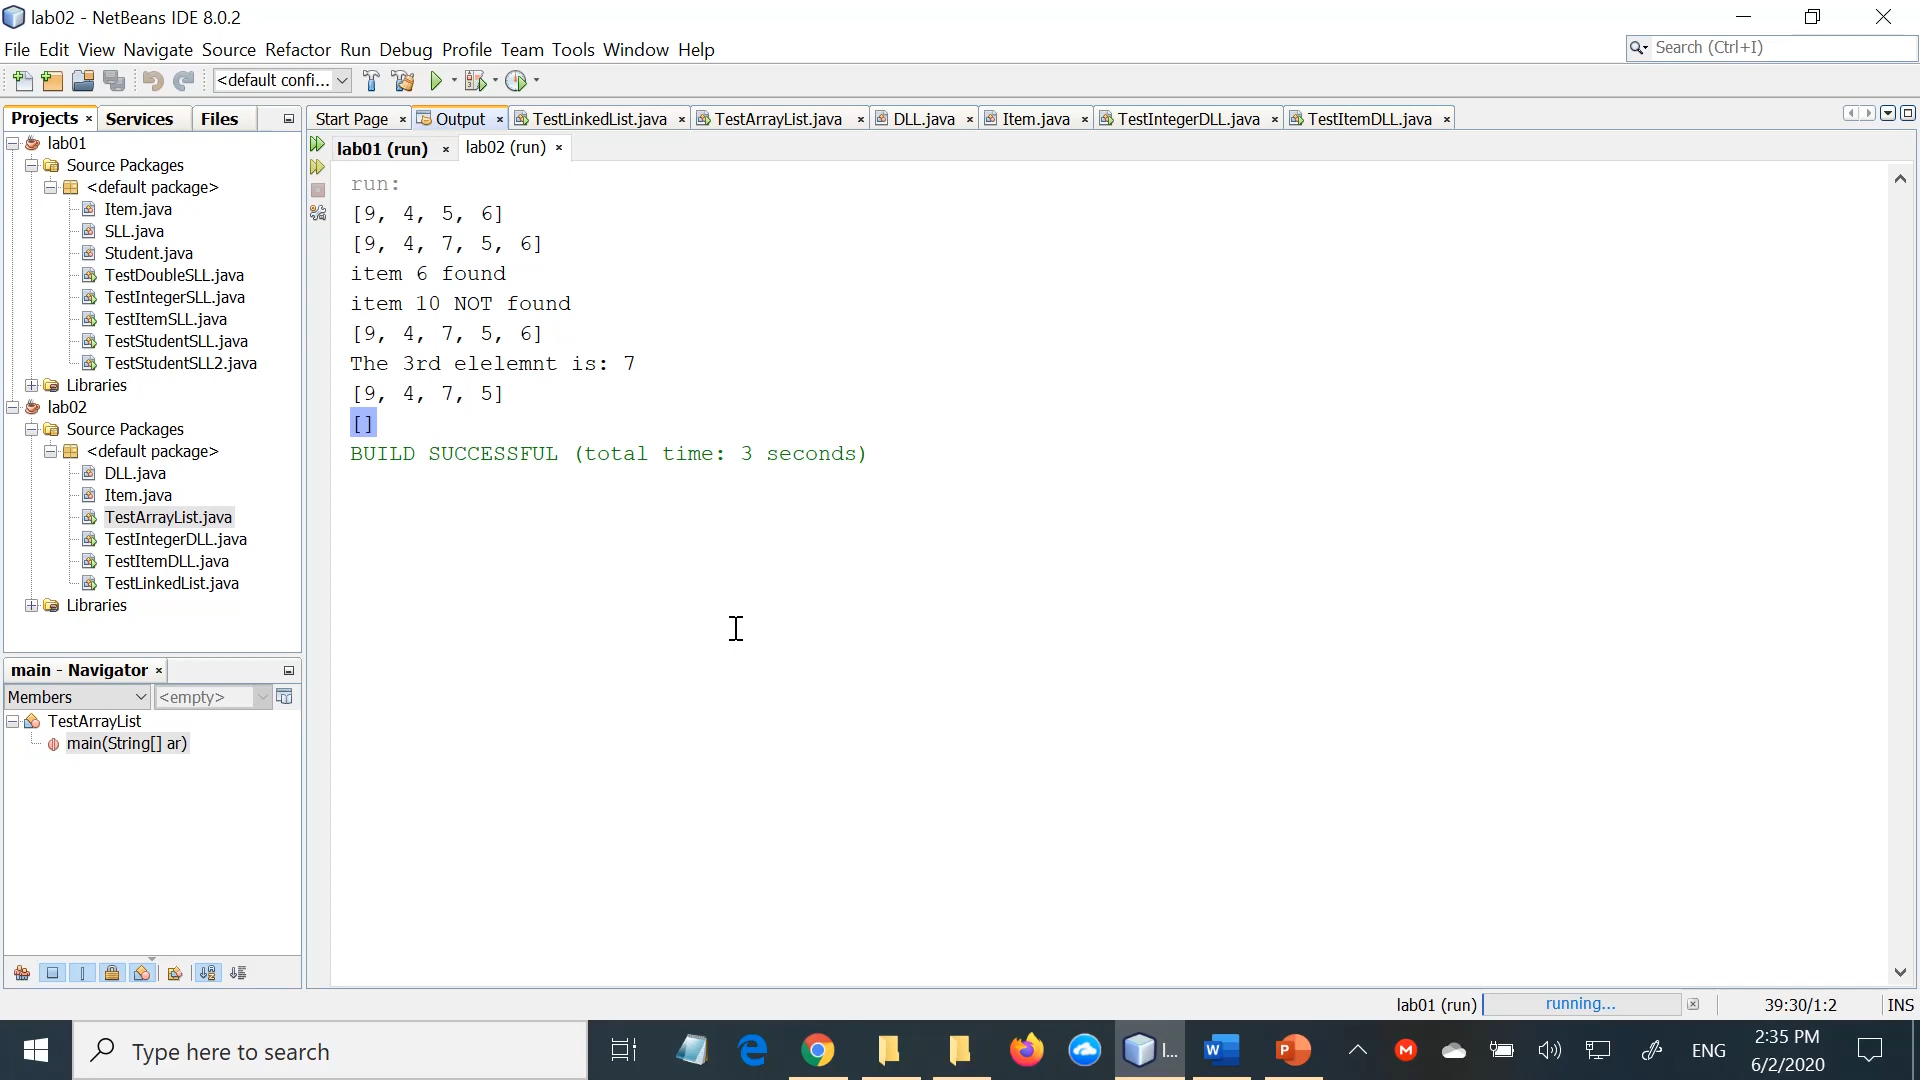 lab02 - NetBeans IDE 8.0.2
File Edit View Navigate Source Refactor Run Debug Profile Team Tools Window Help
Search (Ctrl+I)
<default confi...
Projects Services Files
Start Page Output TestLinkedList.java TestArrayList.java DLL.java Item.java TestIntegerDLL.java TestItemDLL.java
lab01 (run) lab02 (run)
lab01
Source Packages
<default package>
Item.java
SLL.java
Student.java
TestDoubleSLL.java
TestIntegerSLL.java
TestItemSLL.java
TestStudentSLL.java
TestStudentSLL2.java
Libraries
lab02
Source Packages
<default package>
DLL.java
Item.java
TestArrayList.java
TestIntegerDLL.java
TestItemDLL.java
TestLinkedList.java
Libraries
run:
[9, 4, 5, 6]
[9, 4, 7, 5, 6]
item 6 found
item 10 NOT found
[9, 4, 7, 5, 6]
The 3rd elelemnt is: 7
[9, 4, 7, 5]
[]
BUILD SUCCESSFUL (total time: 3 seconds)
main - Navigator
Members <empty>
TestArrayList
main(String[] ar)
lab01 (run) running... 39:30/1:2 INS
Type here to search
I...
ENG
2:35 PM
6/2/2020